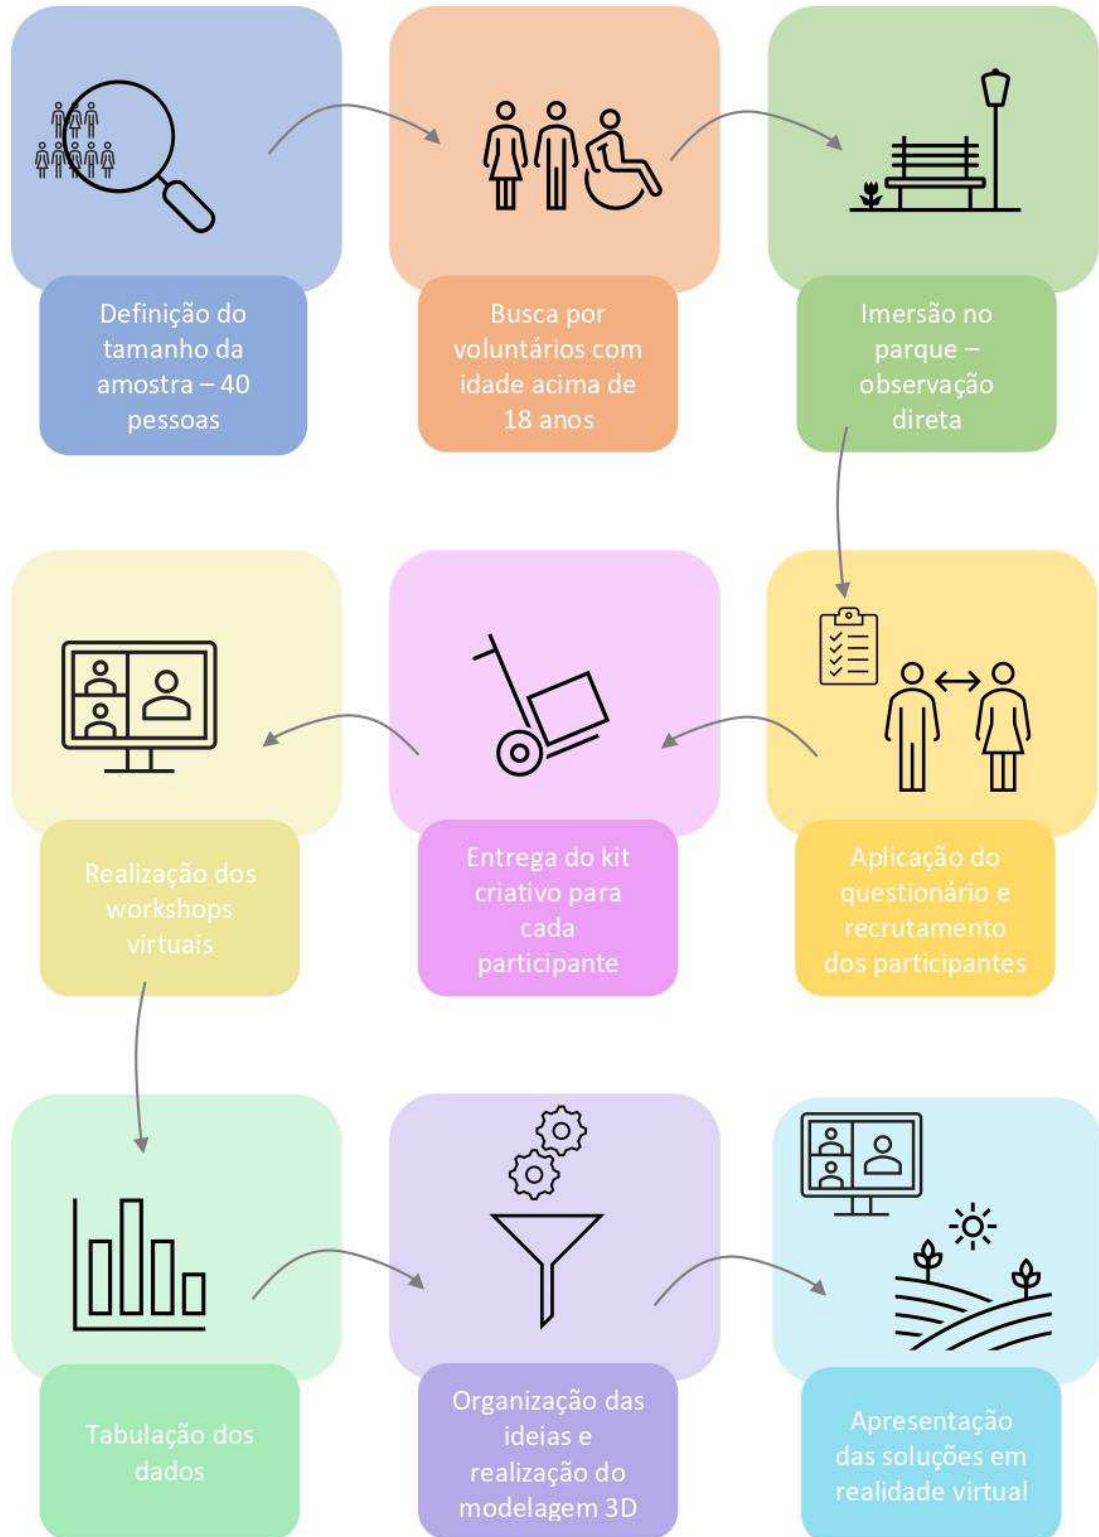 Definição do
tamanho da
amostra – 40
pessoas
Busca por
voluntários com
idade acima de
18 anos
Imersão no
parque –
observação
direta
Aplicação do
questionário e
recrutamento
dos participantes
Entrega do kit
criativo para
cada
participante
Realização dos
workshops
virtuais
Tabulação dos
dados
Organização das
ideias e
realização do
modelagem 3D
Apresentação
das soluções em
realidade virtual